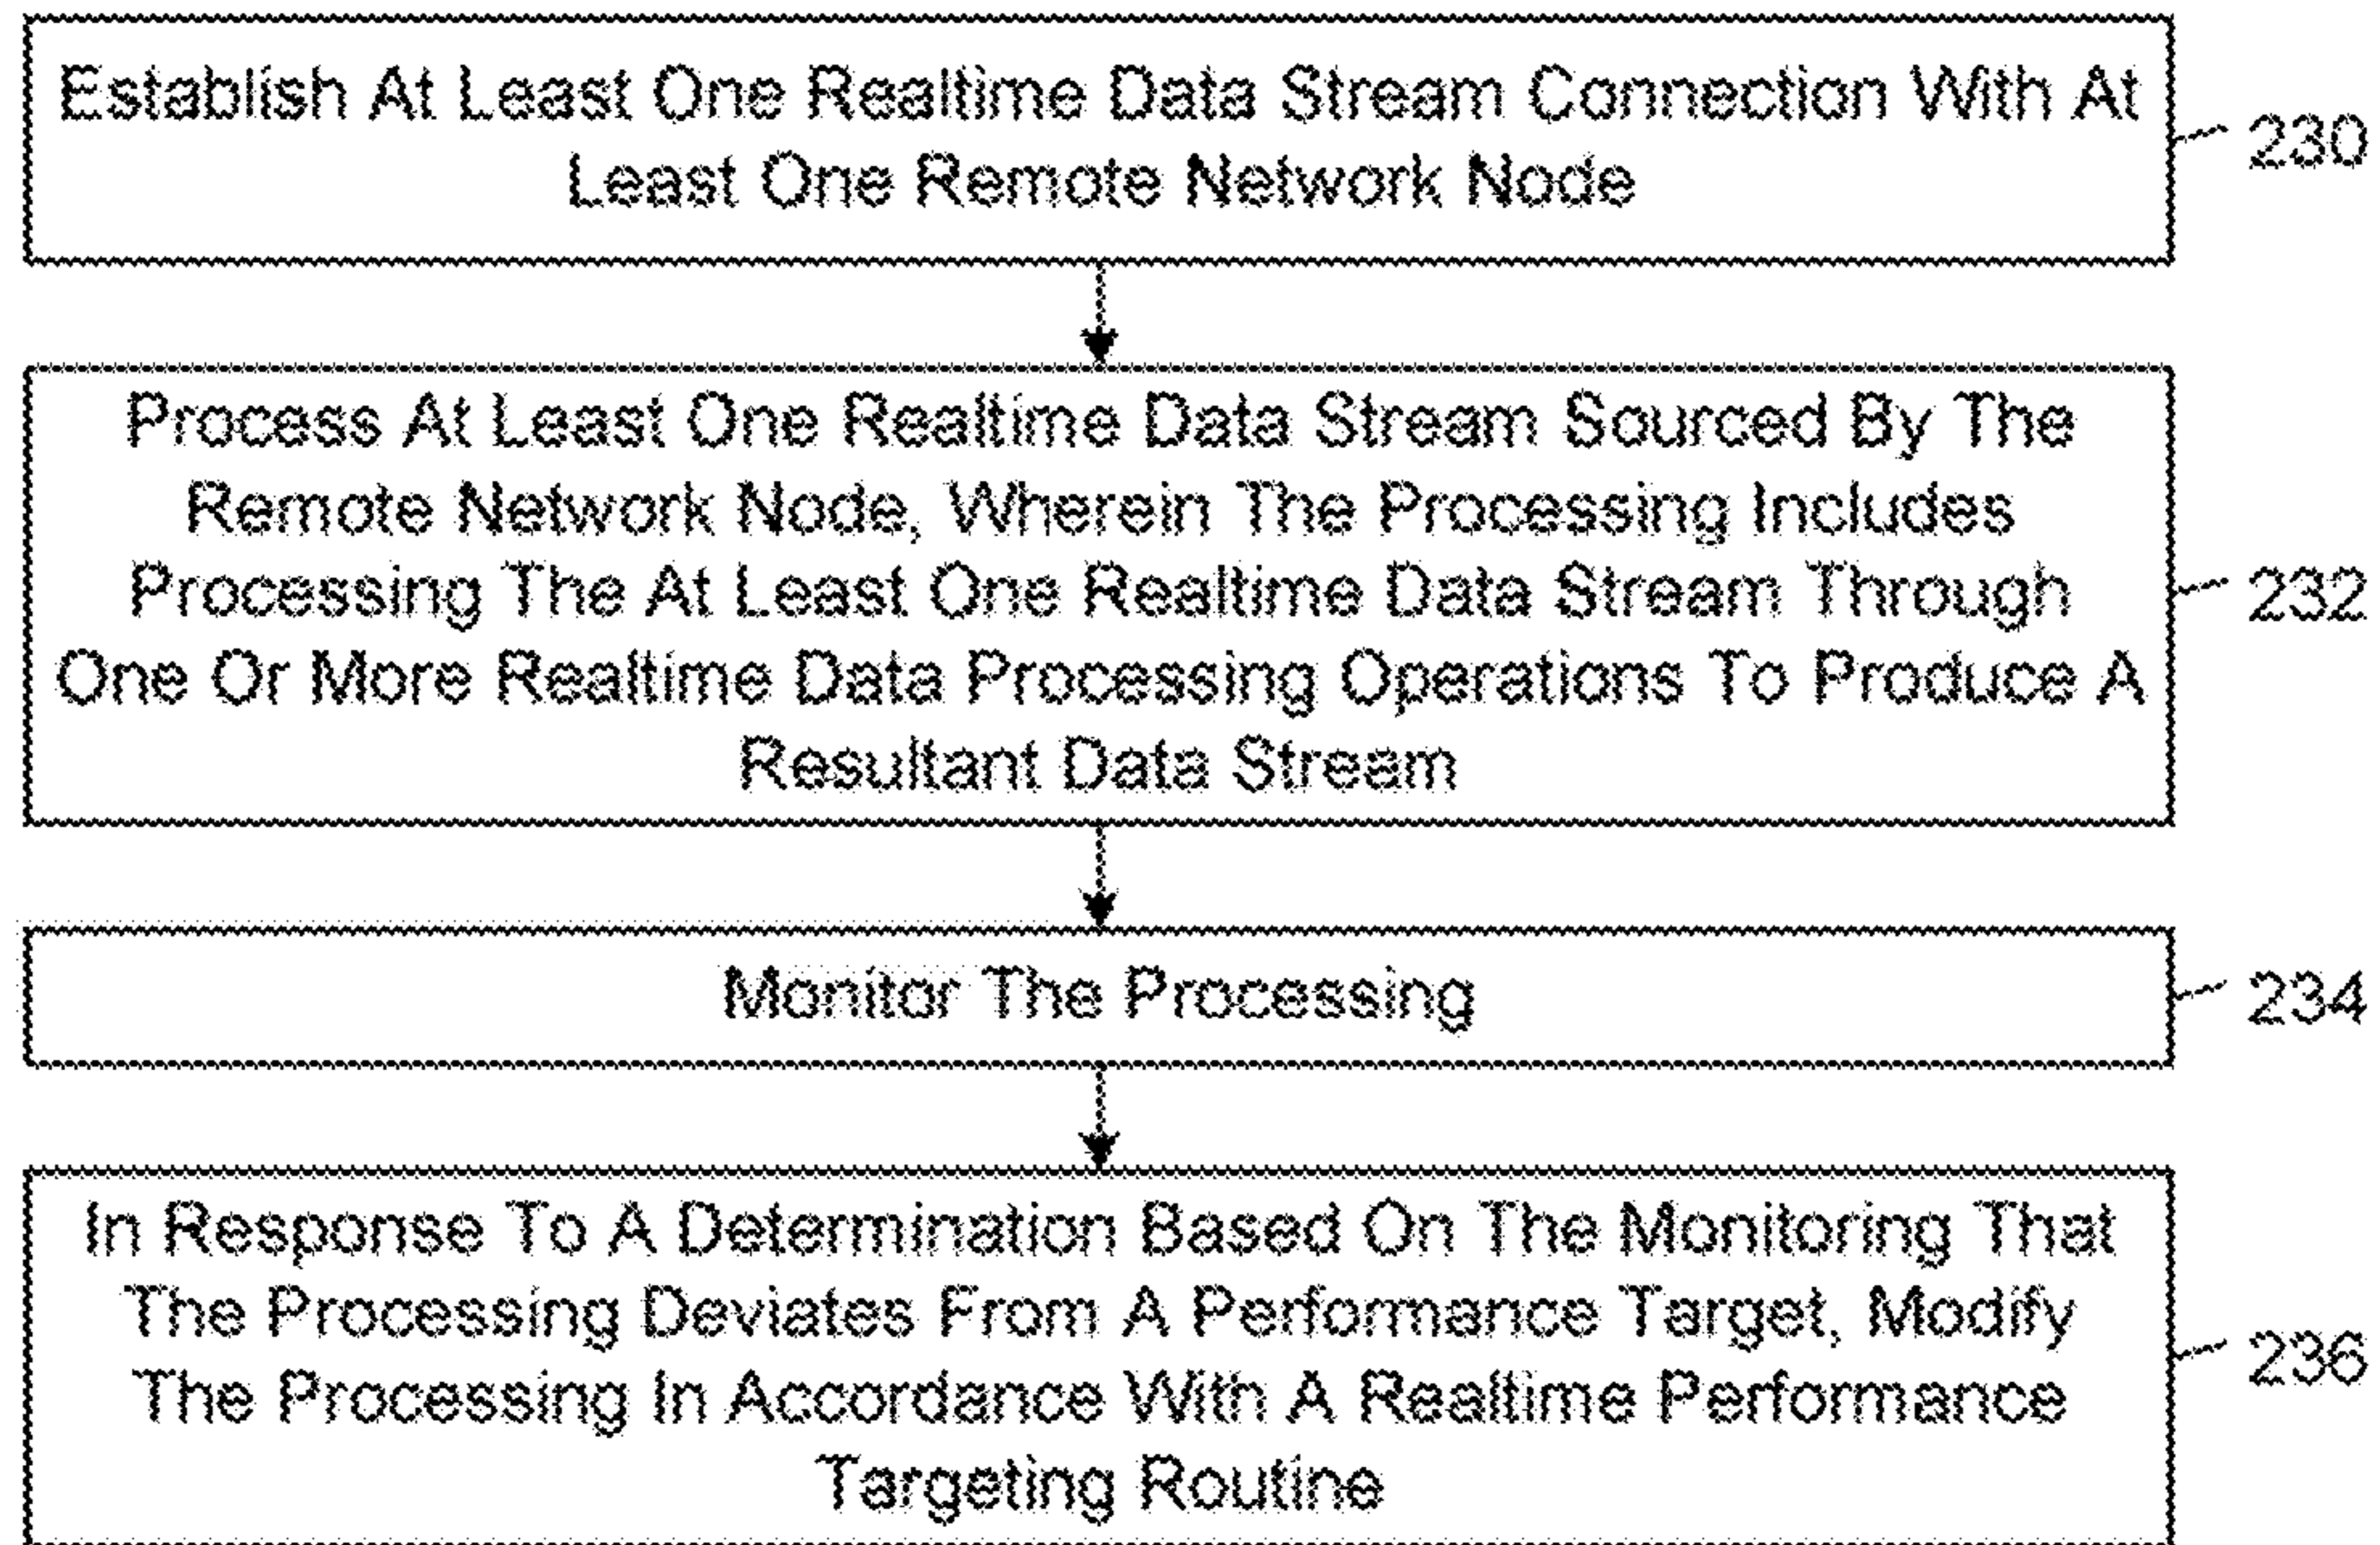 Establish At Least One Realtime Data Stream Connection With At
Least One Remote Network Node
230
Process At Least One Realtime Data Stream Sourced By The
Remote Network Node, Wherein The Processing Includes
Processing The At Least One Realtime Data Stream Through
One Or More Realtime Data Processing Operations To Produce A
Resultant Data Stream
232
Monitor The Processing
234
In Response To A Determination Based On The Monitoring That
The Processing Deviates From A Performance Target, Modify
The Processing In Accordance With A Realtime Performance
Targeting Routine
236